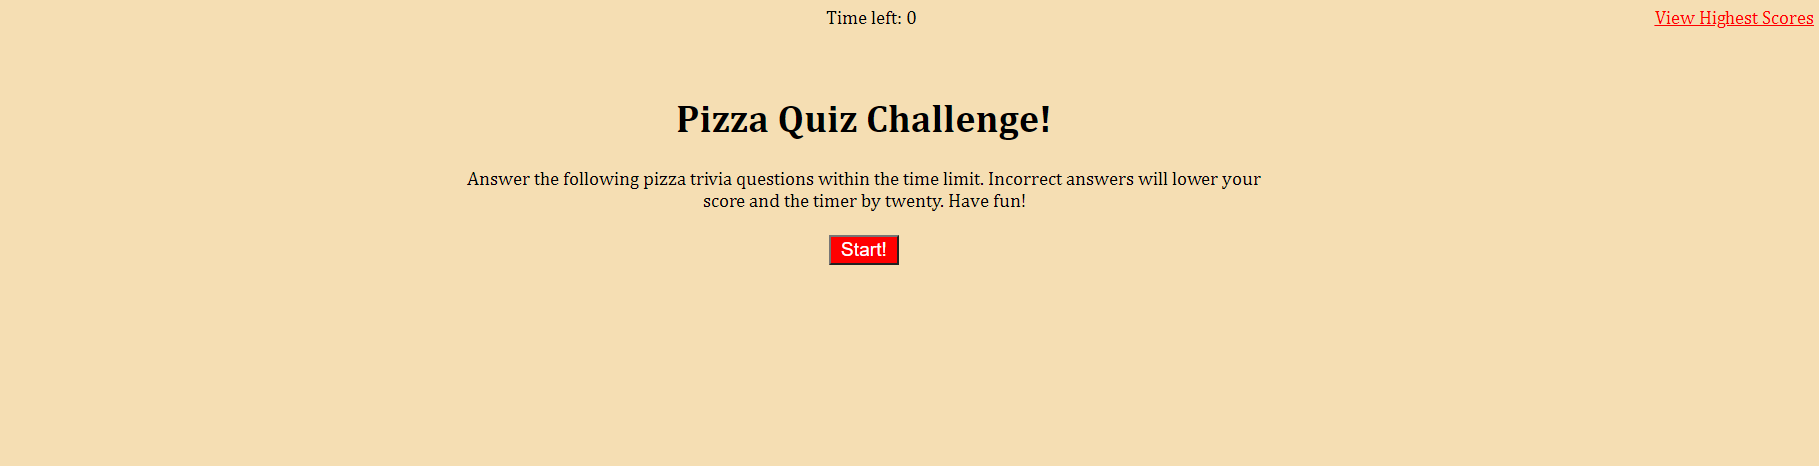 Time left: 0
View Highest Scores
Pizza Quiz Challenge!
Answer the following pizza trivia questions within the time limit. Incorrect answers will lower your
score and the timer by twenty. Have fun!
Start!